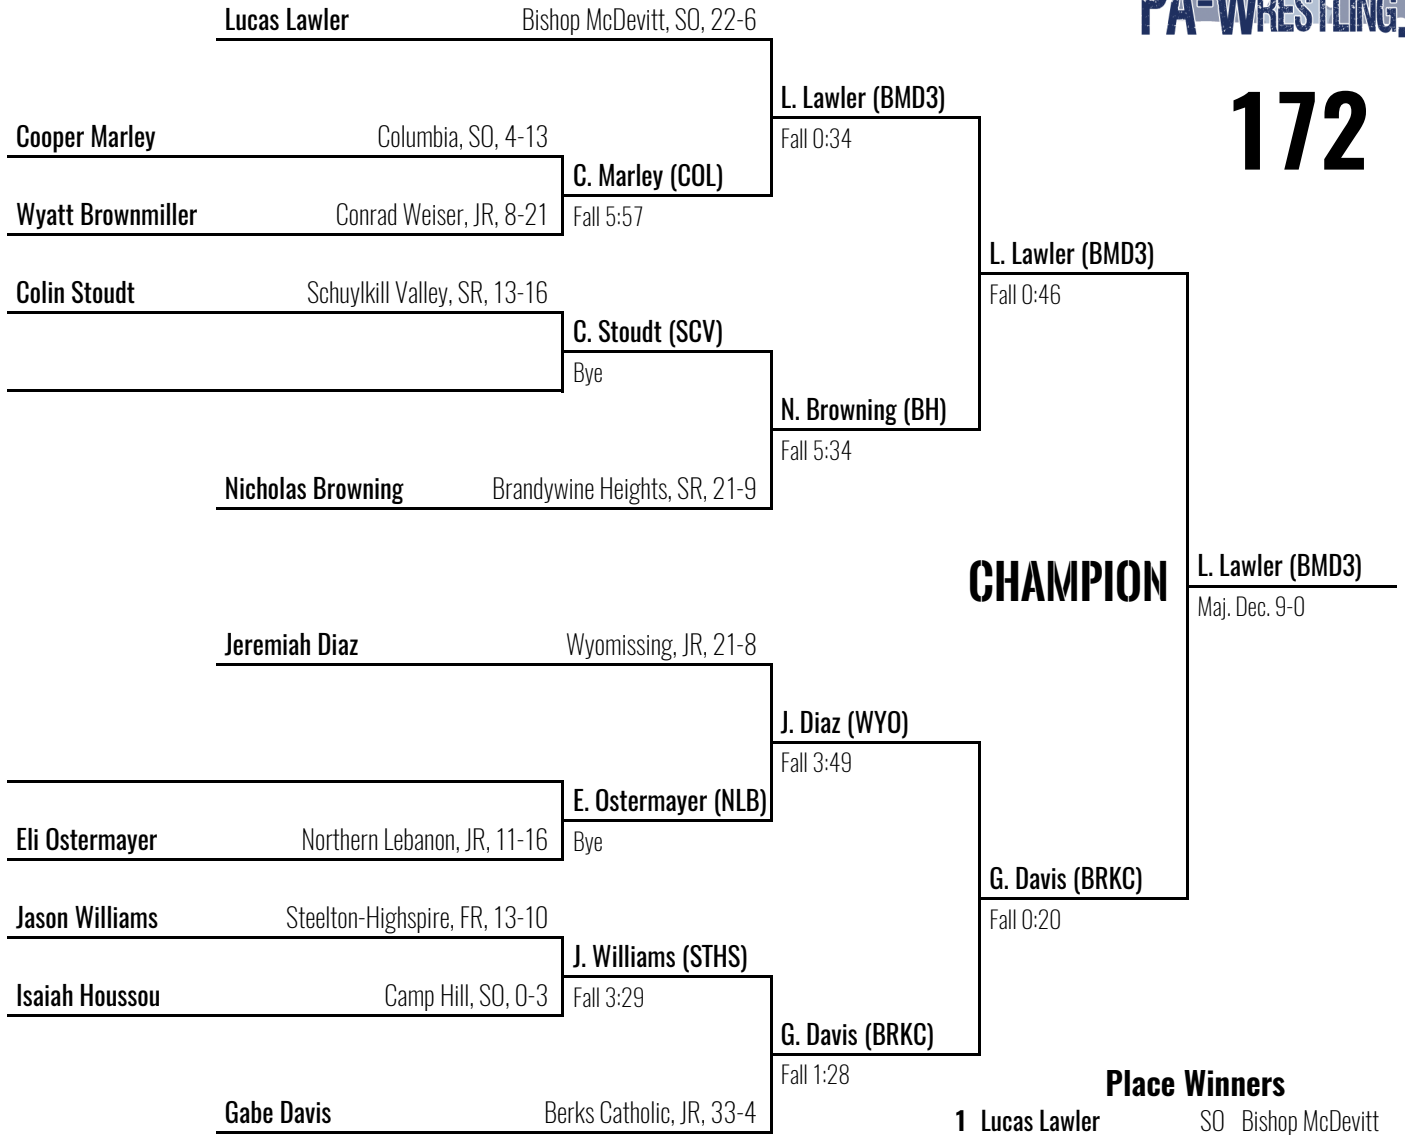 Lucas Lawler Bishop McDevitt, SO, 22-6
PA-WRESTLING.
172
L. Lawler (BMD3)
Fall 0:34
Cooper Marley Columbia, SO, 4-13
C. Marley (COL)
Fall 5:57
Wyatt Brownmiller Conrad Weiser, JR, 8-21
L. Lawler (BMD3)
Fall 0:46
Colin Stoudt Schuylkill Valley, SR, 13-16
C. Stoudt (SCV)
Bye
N. Browning (BH)
Fall 5:34
Nicholas Browning Brandywine Heights, SR, 21-9
CHAMPION
L. Lawler (BMD3)
Maj. Dec. 9-0
Jeremiah Diaz Wyomissing, JR, 21-8
J. Diaz (WYO)
Fall 3:49
E. Ostermayer (NLB)
Bye
Eli Ostermayer Northern Lebanon, JR, 11-16
G. Davis (BRKC)
Fall 0:20
Jason Williams Steelton-Highspire, FR, 13-10
J. Williams (STHS)
Fall 3:29
Isaiah Houssou Camp Hill, SO, 0-3
G. Davis (BRKC)
Fall 1:28
Gabe Davis Berks Catholic, JR, 33-4
Place Winners
1 Lucas Lawler SO Bishop McDevitt